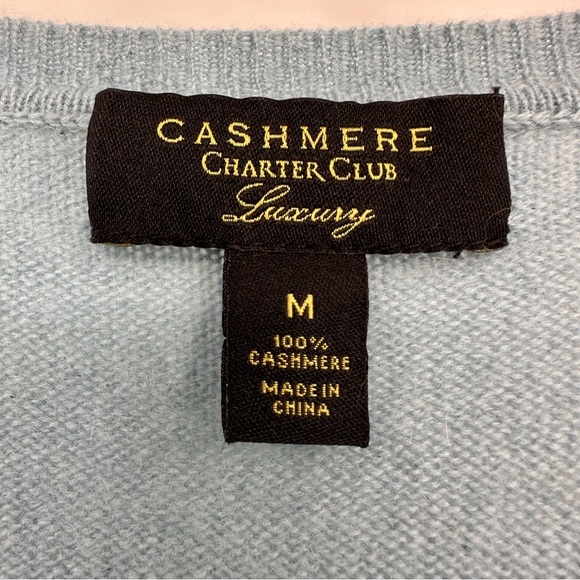 CASHMERE
CHARTER CLUB
Luxury
M
100%
CASHMERE
MADE IN
CHINA